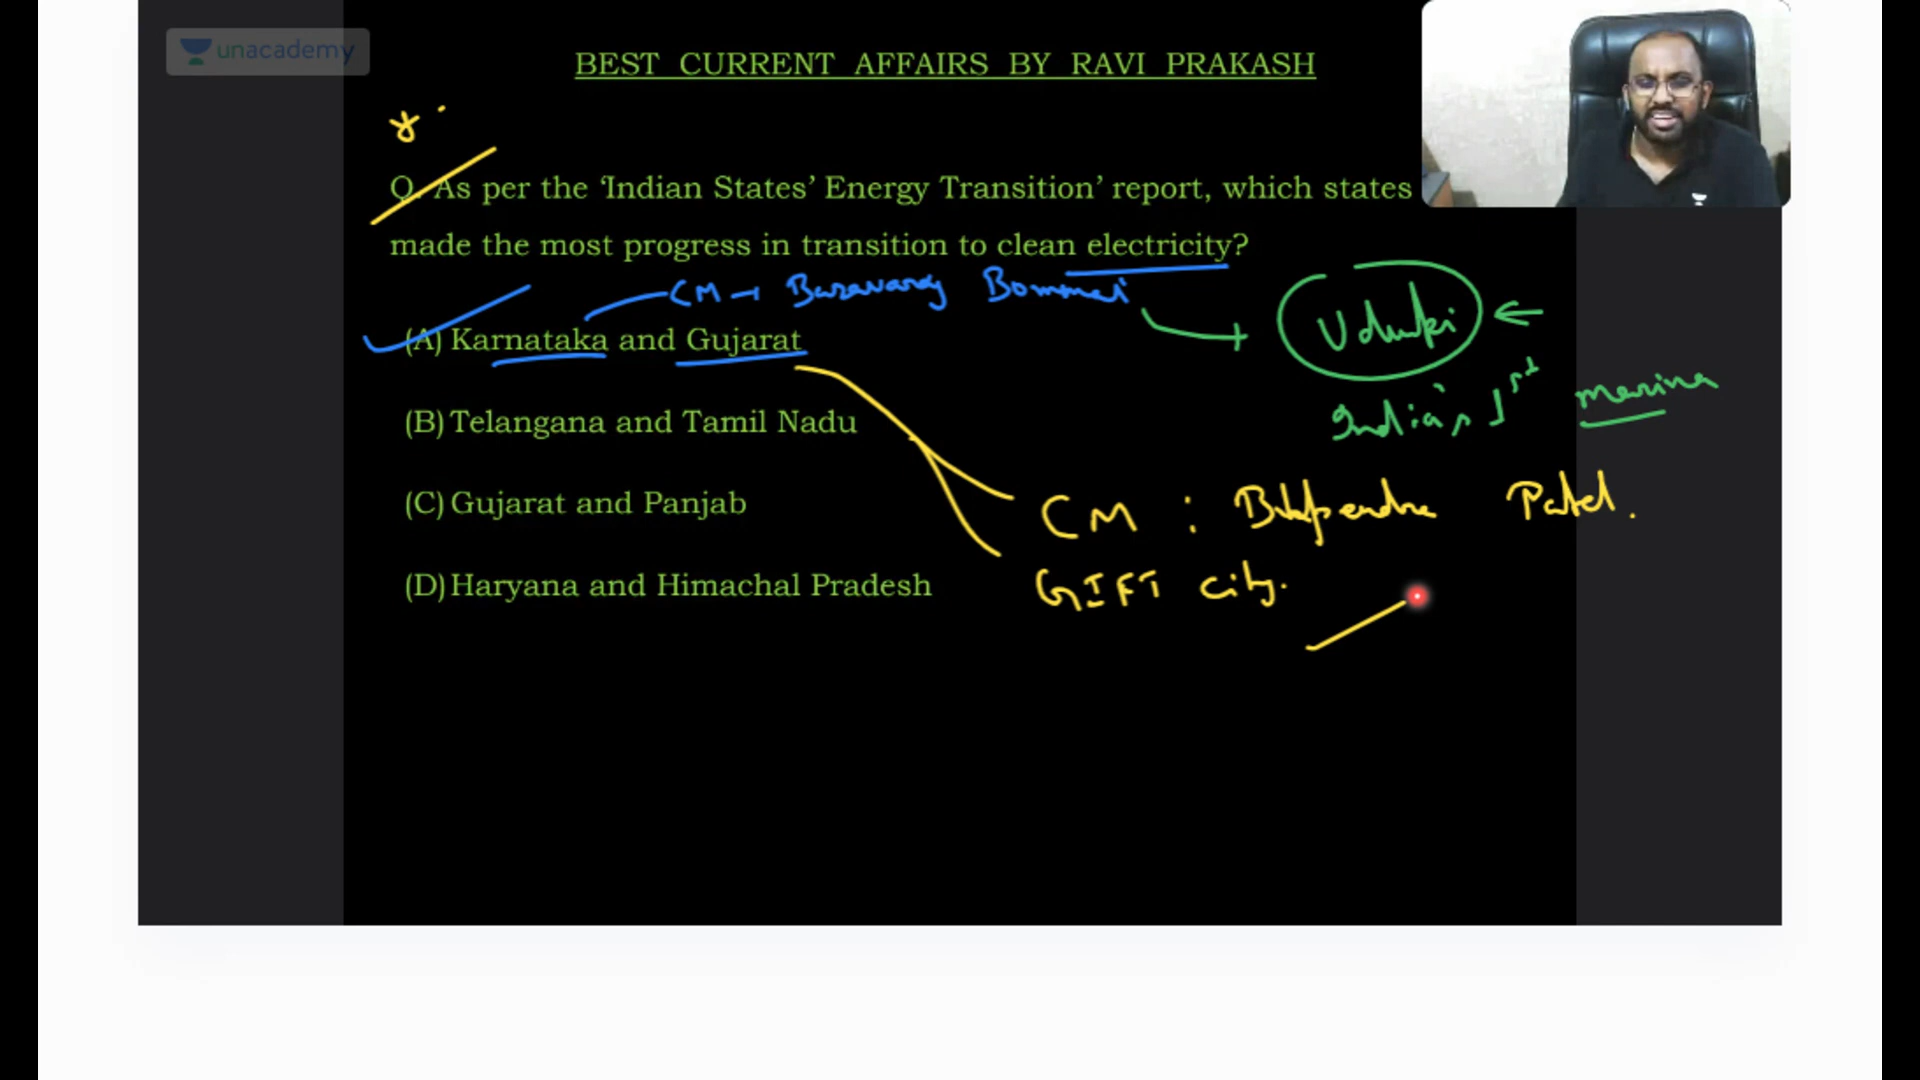 unacademy
BEST CURRENT AFFAIRS BY RAVI PRAKASH
Q. As per the ‘Indian States’ Energy Transition’ report, which states
made the most progress in transition to clean electricity?
CM → Basavaraj Bommai
(A) Karnataka and Gujarat
Udupi
India's 1st marina
(B) Telangana and Tamil Nadu
(C) Gujarat and Panjab
CM : Bhupendra Patel.
(D) Haryana and Himachal Pradesh
GIFT City.